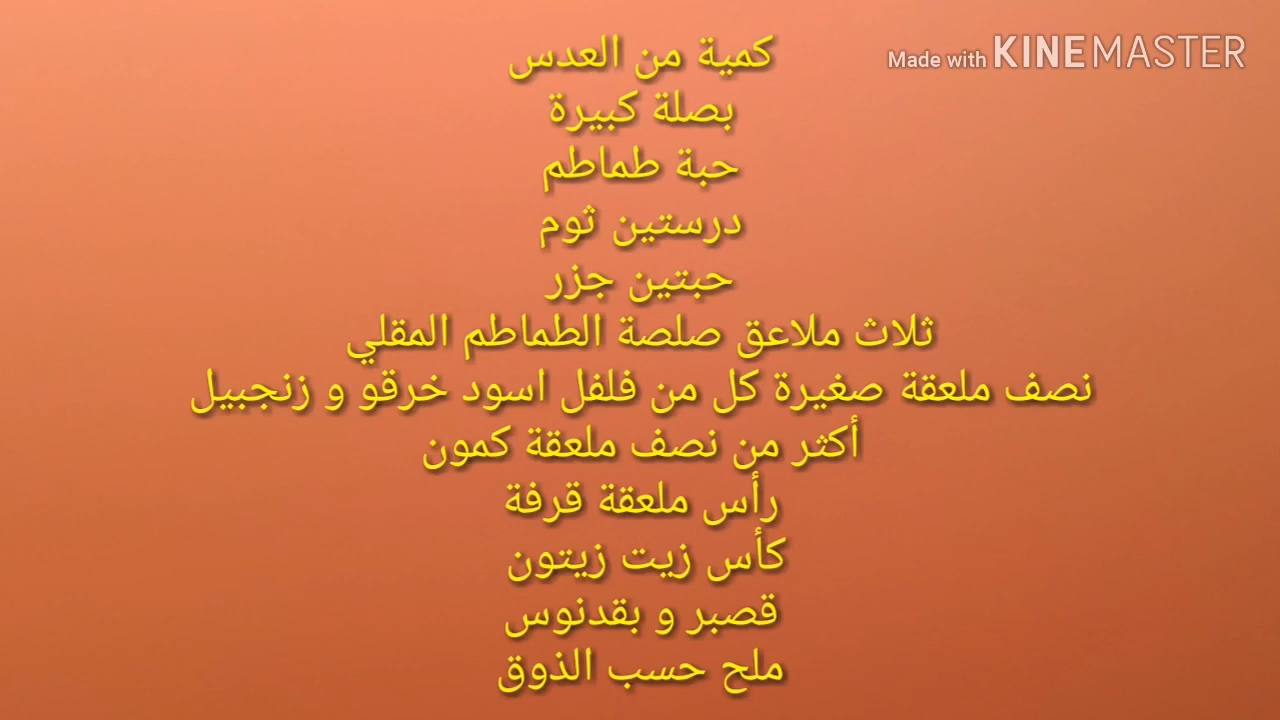 كمية من العدس
Made with KINEMASTER
بصلة كبيرة
حبة طماطم
درستين ثوم
حبتين جزر
ثلاث ملاعق صلصة الطماطم المقلي
نصف ملعقة صغيرة كل من فلفل اسود خرقو و زنجبيل
أكثر من نصف ملعقة كمون
رأس ملعقة قرفة
كأس زيت زيتون
قصبر و بقدنوس
ملح حسب الذوق